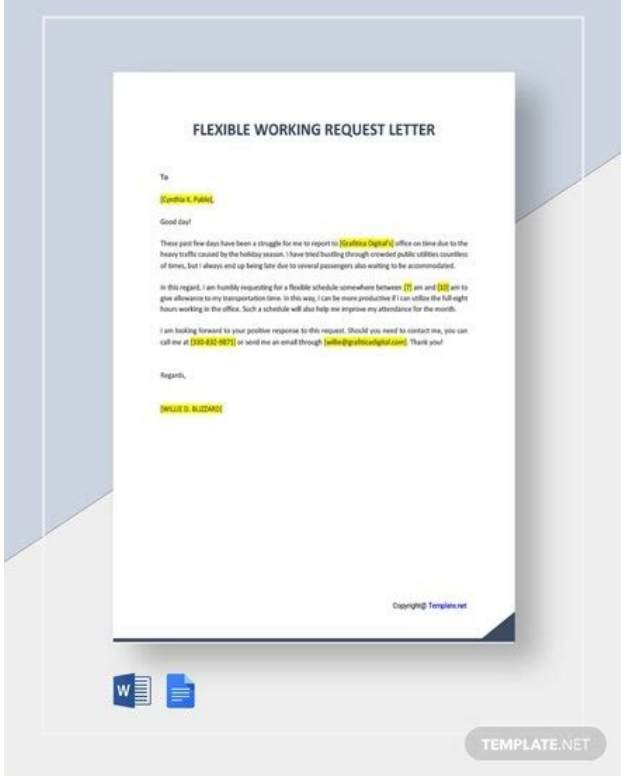 FLEXIBLE WORKING REQUEST LETTER
To
[Cynthia K. Pablo],
Good day!
These past few days have been a struggle for me to report to [Grafitica Digital's] office on time due to the
heavy traffic caused by the holiday season. I have tried bustling through crowded public utilities countless
of times, but I always end up being late due to several passengers also waiting to be accommodated.
In this regard, I am humbly requesting for a flexible schedule somewhere between [7] am and [10] am to
give allowance to my transportation time. In this way, I can be more productive if I can utilize the full eight
hours working in the office. Such a schedule will also help me improve my attendance for the month.
I am looking forward to your positive response to this request. Should you need to contact me, you can
call me at [330-832-9871] or send me an email through [willie@grafiticadigital.com]. Thank you!
Regards,
[WILLIE D. BLIZZARD]
Copyright@ Template.net
W
TEMPLATE.NET